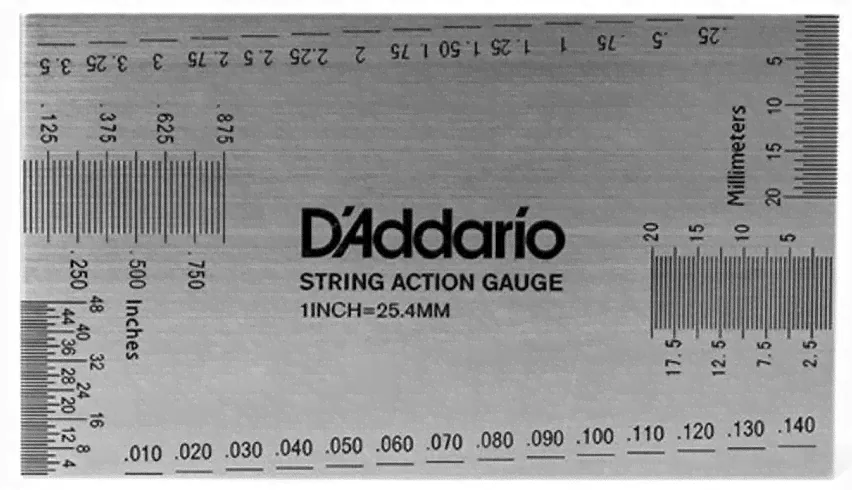 3.5 3.25 3 2.75 2.5 2.25 2 1.75 1.50 1.25 1 .75 .5 .25
.125 .375 .625 .875
.250 .500 .750
Inches
48 44 40 36 32 28 24 20 16 12 8 4
D'Addario
STRING ACTION GAUGE
1INCH=25.4MM
5 10 15 20
Millimeters
20 15 10 5
17.5 12.5 7.5 2.5
.010 .020 .030 .040 .050 .060 .070 .080 .090 .100 .110 .120 .130 .140